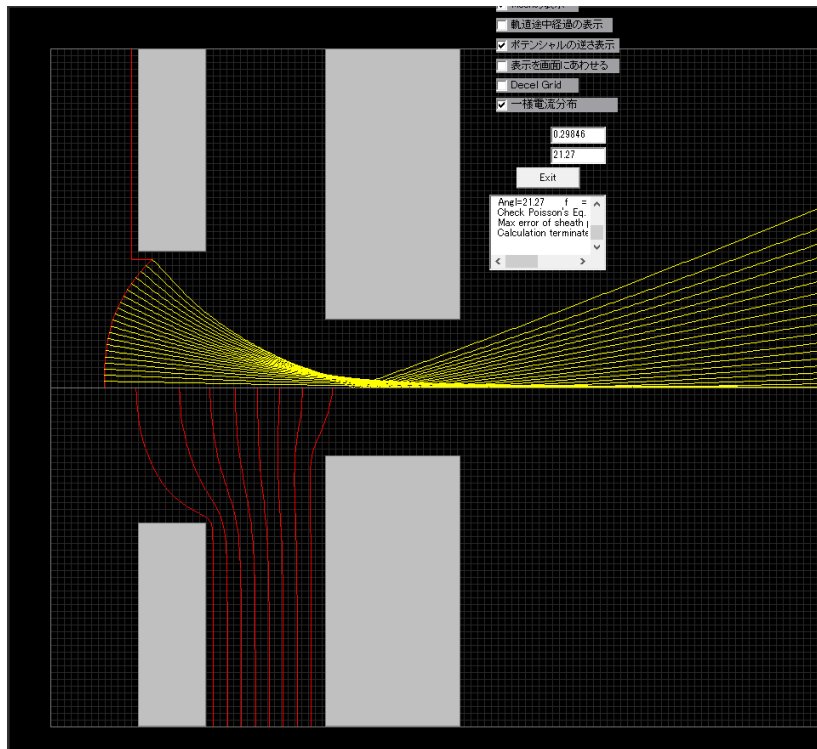 軌道途中経過の表示
ポテンシャルの逆さ表示
表示を画面にあわせる
Decel Grid
一様電流分布
0.29846
21.27
Exit
Angl=21.27 f =
Check Poisson's Eq.
Max error of sheath
Calculation terminate